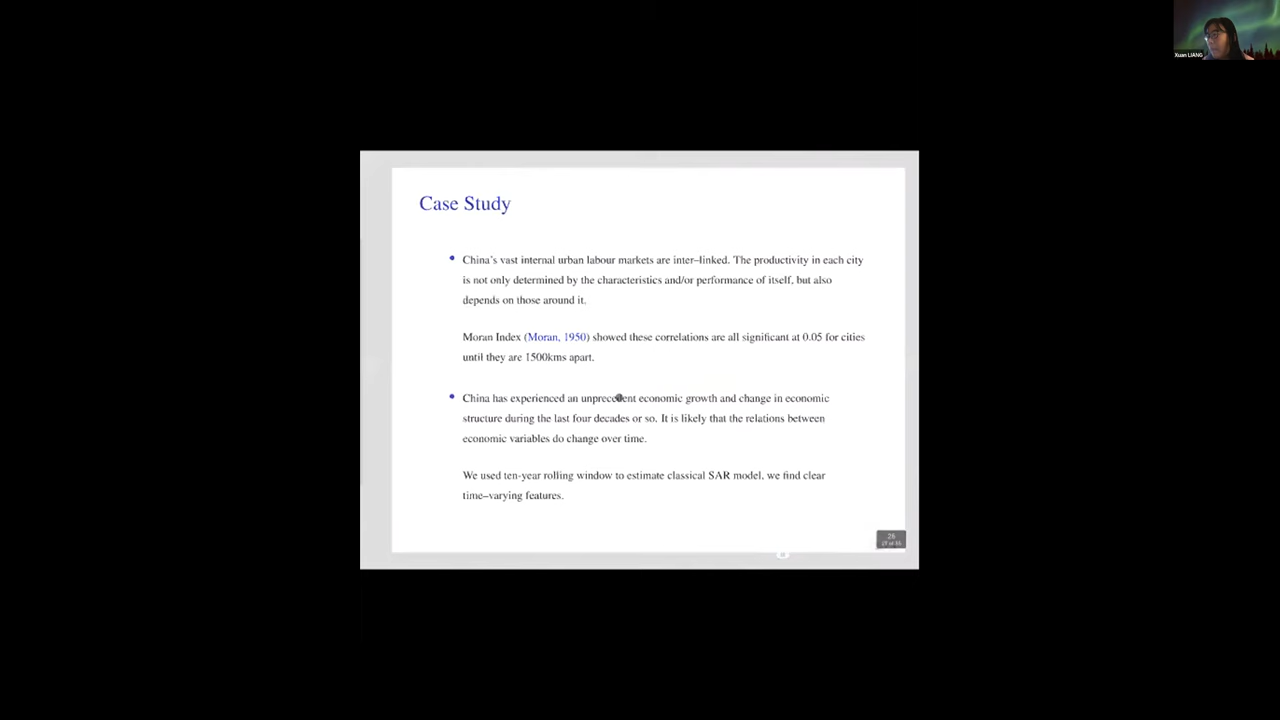 Xuan LIANG
Case Study
• China's vast internal urban labour markets are inter–linked. The productivity in each city
is not only determined by the characteristics and/or performance of itself, but also
depends on those around it.
Moran Index (Moran, 1950) showed these correlations are all significant at 0.05 for cities
until they are 1500kms apart.
• China has experienced an unprecedent economic growth and change in economic
structure during the last four decades or so. It is likely that the relations between
economic variables do change over time.
We used ten-year rolling window to estimate classical SAR model, we find clear
time–varying features.
26